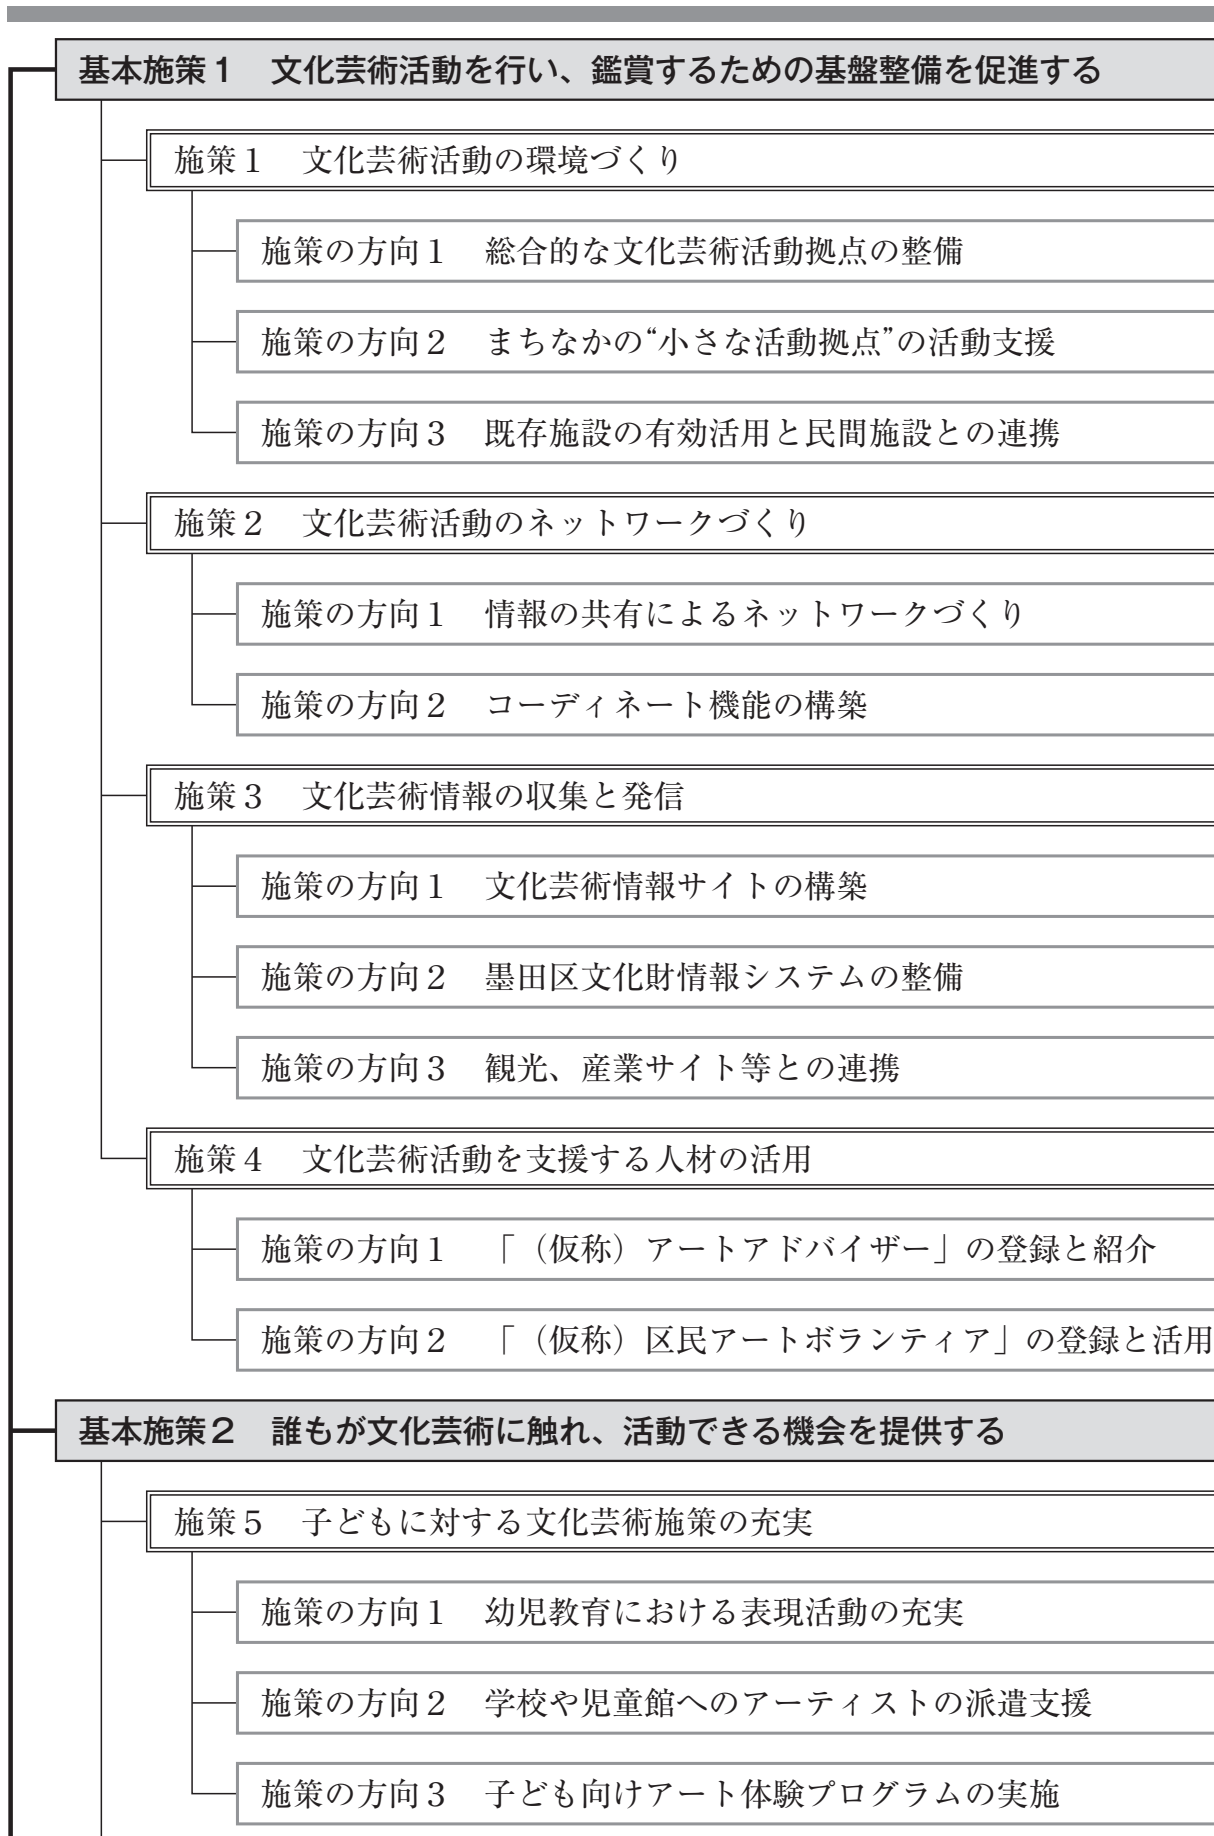 基本施策1　文化芸術活動を行い、鑑賞するための基盤整備を促進する
施策1　文化芸術活動の環境づくり
施策の方向1　総合的な文化芸術活動拠点の整備
施策の方向2　まちなかの“小さな活動拠点”の活動支援
施策の方向3　既存施設の有効活用と民間施設との連携
施策2　文化芸術活動のネットワークづくり
施策の方向1　情報の共有によるネットワークづくり
施策の方向2　コーディネート機能の構築
施策3　文化芸術情報の収集と発信
施策の方向1　文化芸術情報サイトの構築
施策の方向2　墨田区文化財情報システムの整備
施策の方向3　観光、産業サイト等との連携
施策4　文化芸術活動を支援する人材の活用
施策の方向1　「（仮称）アートアドバイザー」の登録と紹介
施策の方向2　「（仮称）区民アートボランティア」の登録と活用
基本施策2　誰もが文化芸術に触れ、活動できる機会を提供する
施策5　子どもに対する文化芸術施策の充実
施策の方向1　幼児教育における表現活動の充実
施策の方向2　学校や児童館へのアーティストの派遣支援
施策の方向3　子ども向けアート体験プログラムの実施